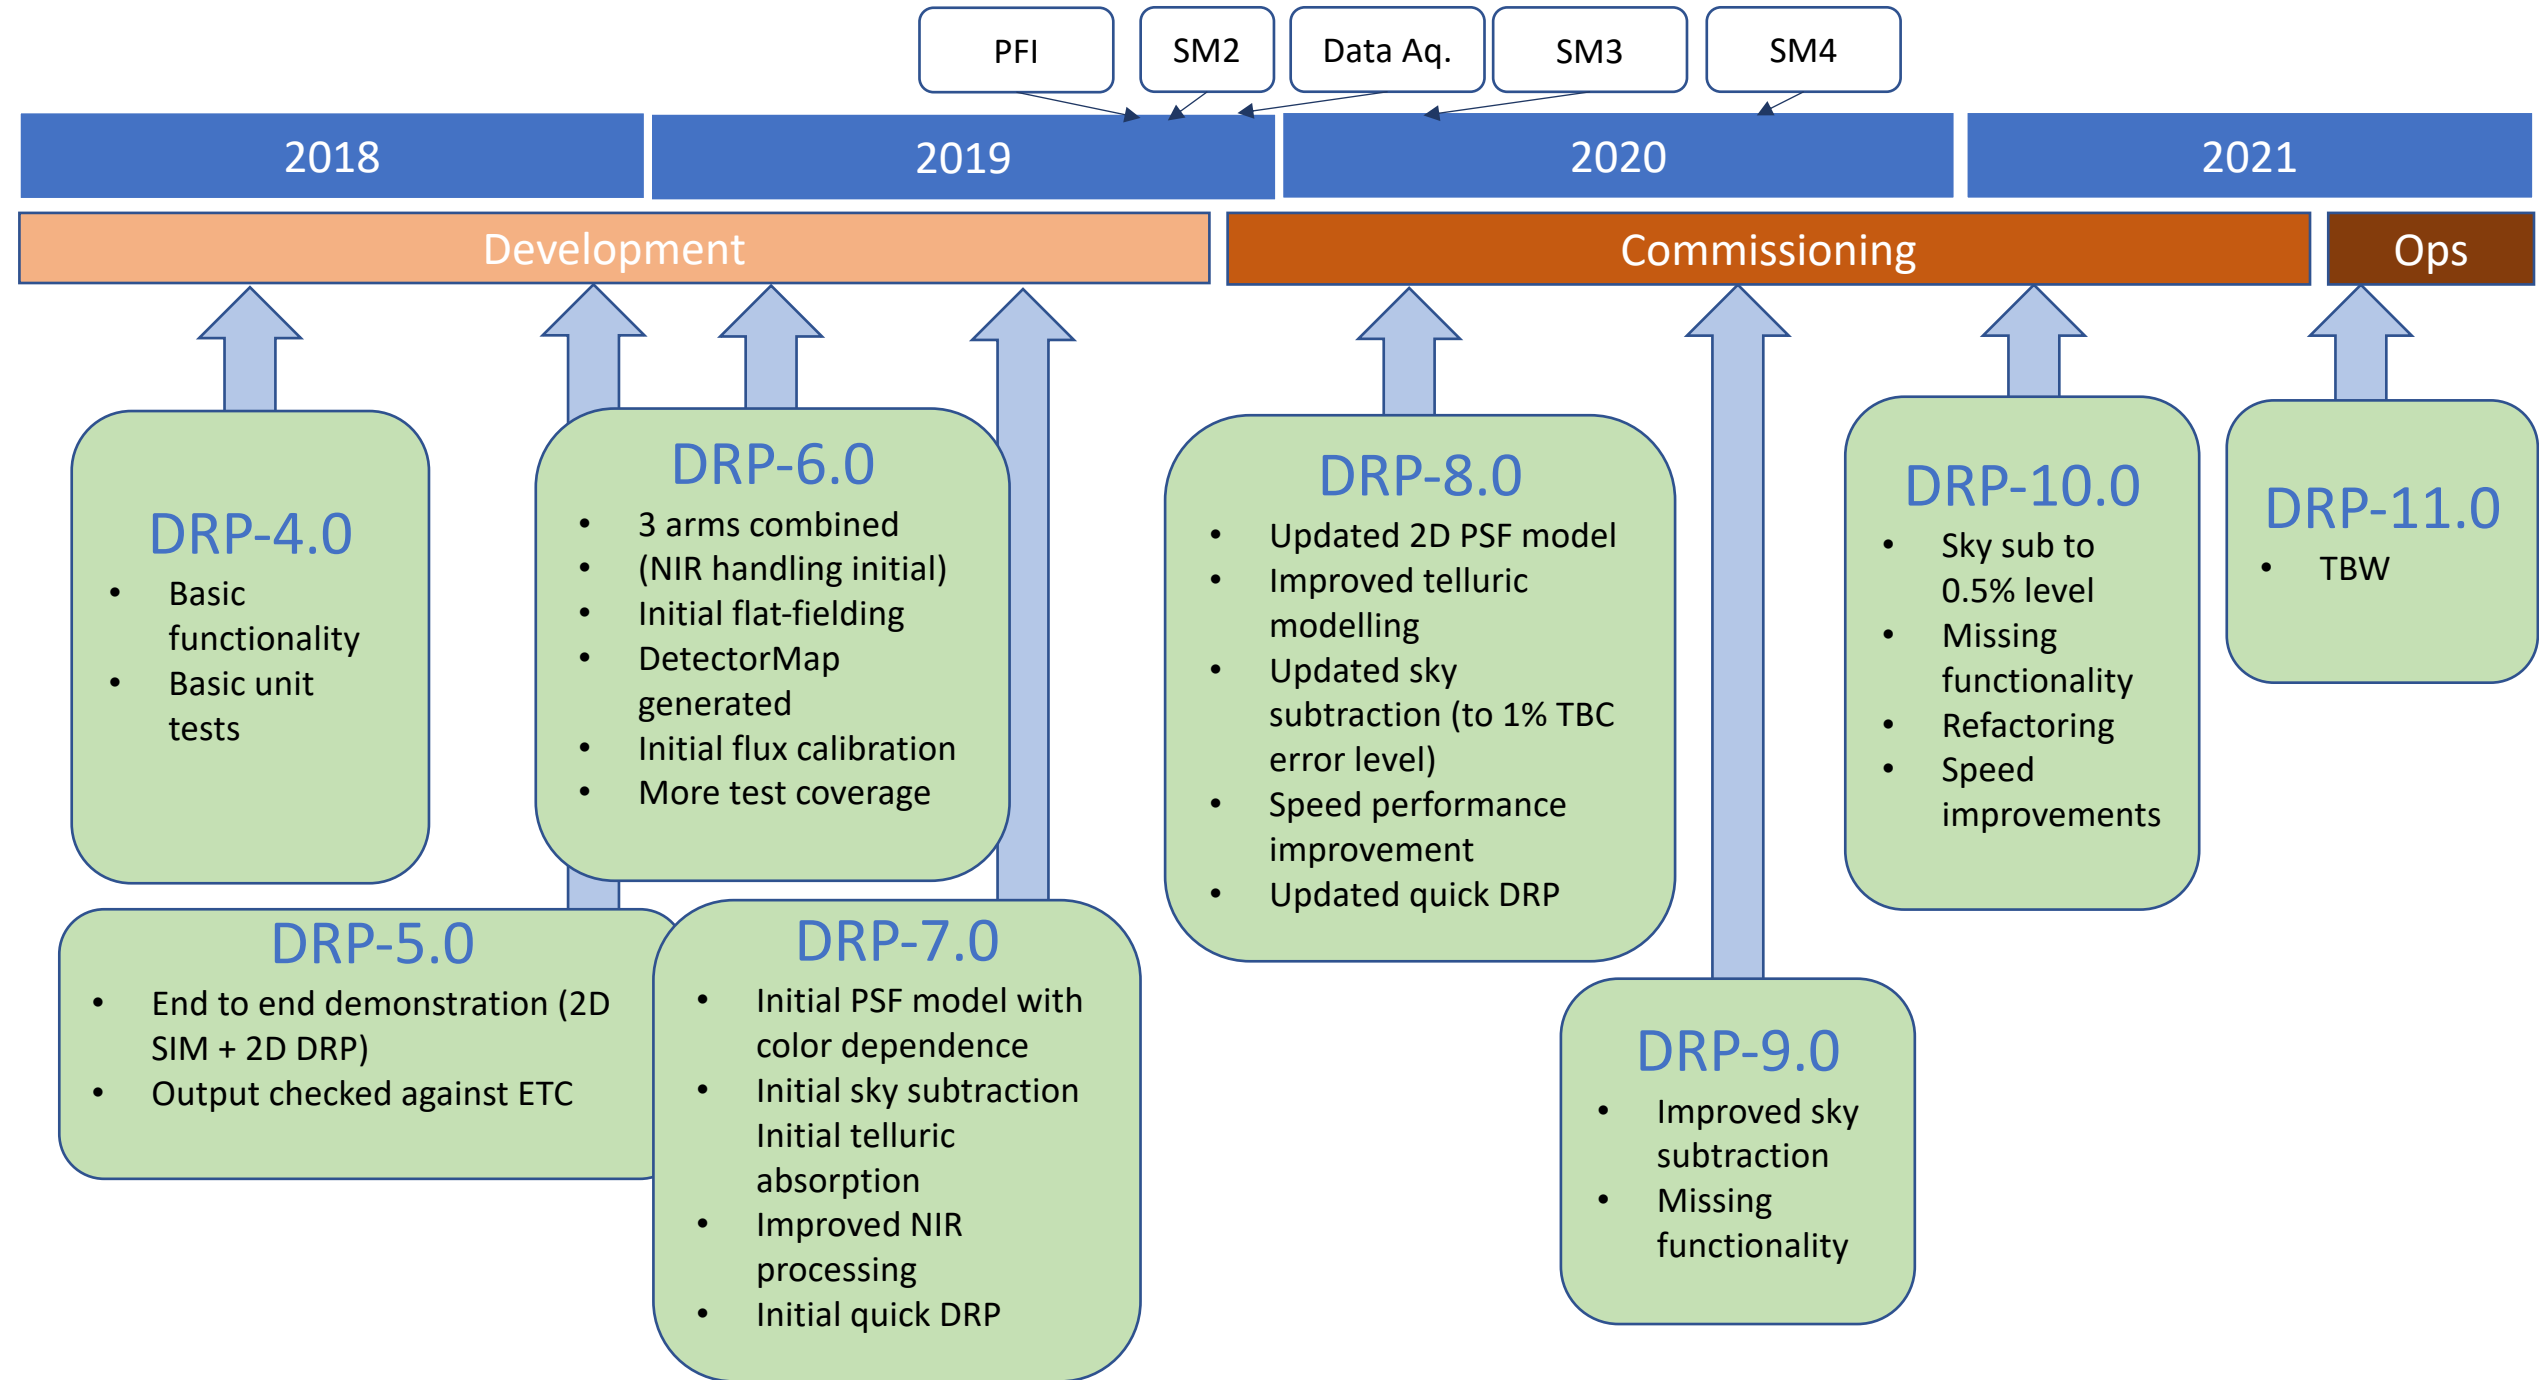 PFI
SM2
Data Aq.
SM3
SM4
2018
2019
2020
2021
Development
Commissioning
Ops
DRP-4.0
• Basic
functionality
• Basic unit
tests
DRP-5.0
• End to end demonstration (2D
SIM + 2D DRP)
• Output checked against ETC
DRP-6.0
• 3 arms combined
• (NIR handling initial)
• Initial flat-fielding
• DetectorMap
generated
• Initial flux calibration
• More test coverage
DRP-7.0
• Initial PSF model with
color dependence
• Initial sky subtraction
Initial telluric
absorption
• Improved NIR
processing
• Initial quick DRP
DRP-8.0
• Updated 2D PSF model
• Improved telluric
modelling
• Updated sky
subtraction (to 1% TBC
error level)
• Speed performance
improvement
• Updated quick DRP
DRP-9.0
• Improved sky
subtraction
• Missing
functionality
DRP-10.0
• Sky sub to
0.5% level
• Missing
functionality
• Refactoring
• Speed
improvements
DRP-11.0
• TBW